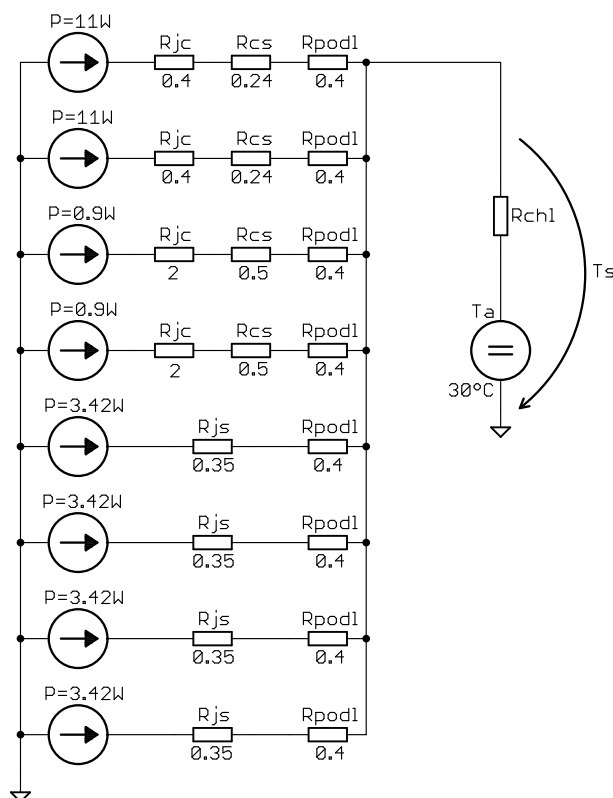 P=11W
Rjc Rcs Rpodl
0.4 0.24 0.4
P=11W
Rjc Rcs Rpodl
0.4 0.24 0.4
Rchl
P=0.9W
Rjc Rcs Rpodl
2 0.5 0.4
Ts
P=0.9W
Ta
Rjc Rcs Rpodl
2 0.5 0.4
30°C
P=3.42W
Rjs Rpodl
0.35 0.4
P=3.42W
Rjs Rpodl
0.35 0.4
P=3.42W
Rjs Rpodl
0.35 0.4
P=3.42W
Rjs Rpodl
0.35 0.4